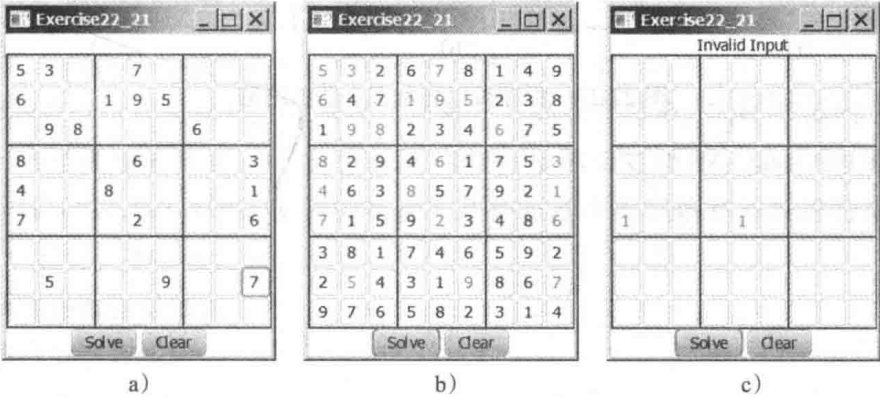 Exercise22_21
5 3 7
6 1 9 5
9 8 6
8 6 3
4 8 1
7 2 6
5 9 7
Solve Clear
a)
Exercise22_21
5 3 2 6 7 8 1 4 9
6 4 7 1 9 5 2 3 8
1 9 8 2 3 4 6 7 5
8 2 9 4 6 1 7 5 3
4 6 3 8 5 7 9 2 1
7 1 5 9 2 3 4 8 6
3 8 1 7 4 6 5 9 2
2 5 4 3 1 9 8 6 7
9 7 6 5 8 2 3 1 4
Solve Clear
b)
Exercise22_21
Invalid Input
1 1
Solve Clear
c)